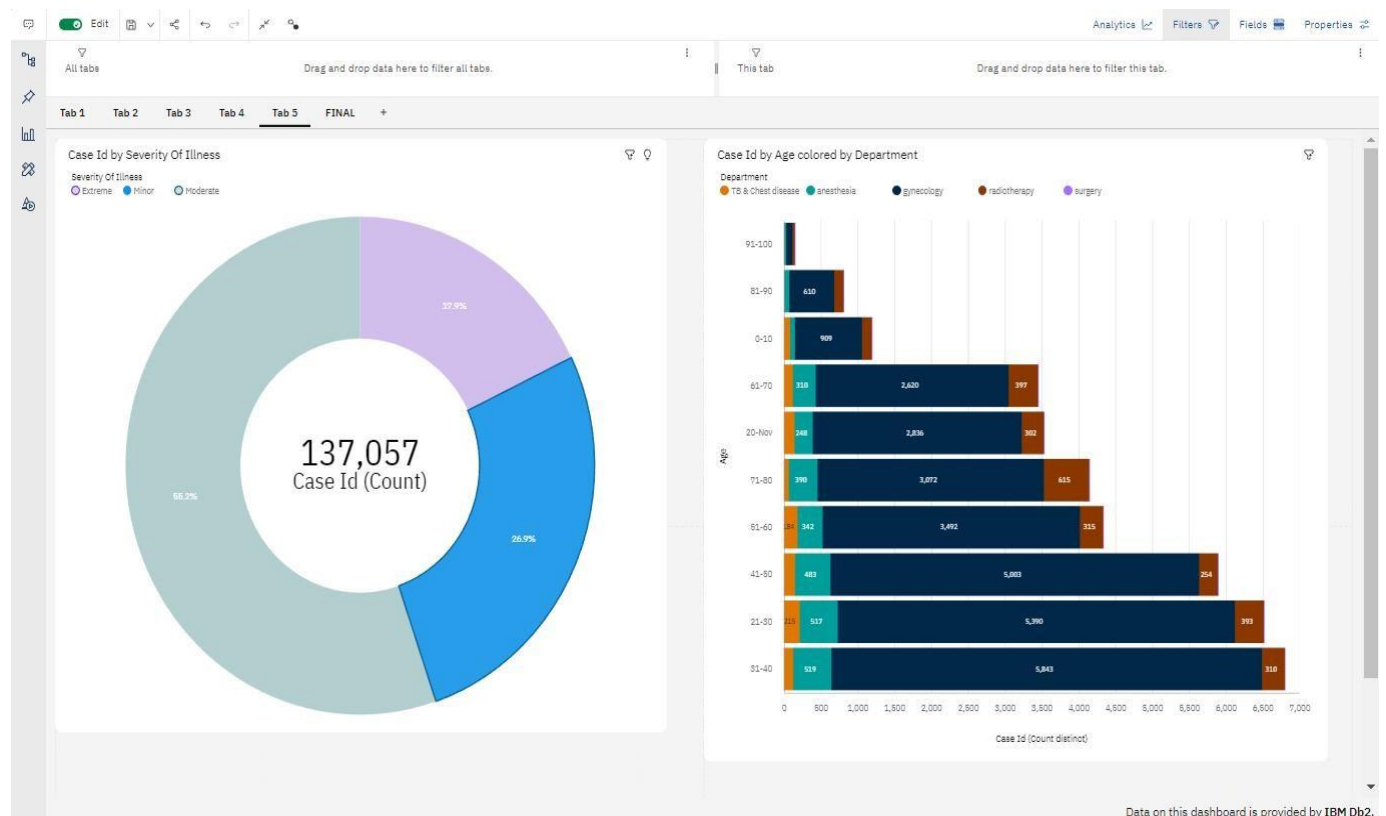 Edit
Analytics
Filters
Fields
Properties
All tabs
Drag and drop data here to filter all tabs.
This tab
Drag and drop data here to filter this tab.
Tab 1 Tab 2 Tab 3 Tab 4 Tab 5 FINAL +
Case Id by Severity Of Illness
Severity Of Illness
Extreme Minor Moderate
26.9%
137,057
Case Id (Count)
Case Id by Age colored by Department
Department
TB & Chest disease anesthesia gynecology radiotherapy surgery
Age
91-100
81-90 610
0-10 909
61-70 310 2,620 397
20-Nov 248 2,836 302
71-80 390 3,072 615
51-60 184 342 3,492 315
41-50 483 5,003 254
21-30 215 517 5,390 393
31-40 519 5,843 310
0 500 1,000 1,500 2,000 2,500 3,000 3,500 4,000 4,500 5,000 5,500 6,000 6,500 7,000
Case Id (Count distinct)
Data on this dashboard is provided by IBM Db2.